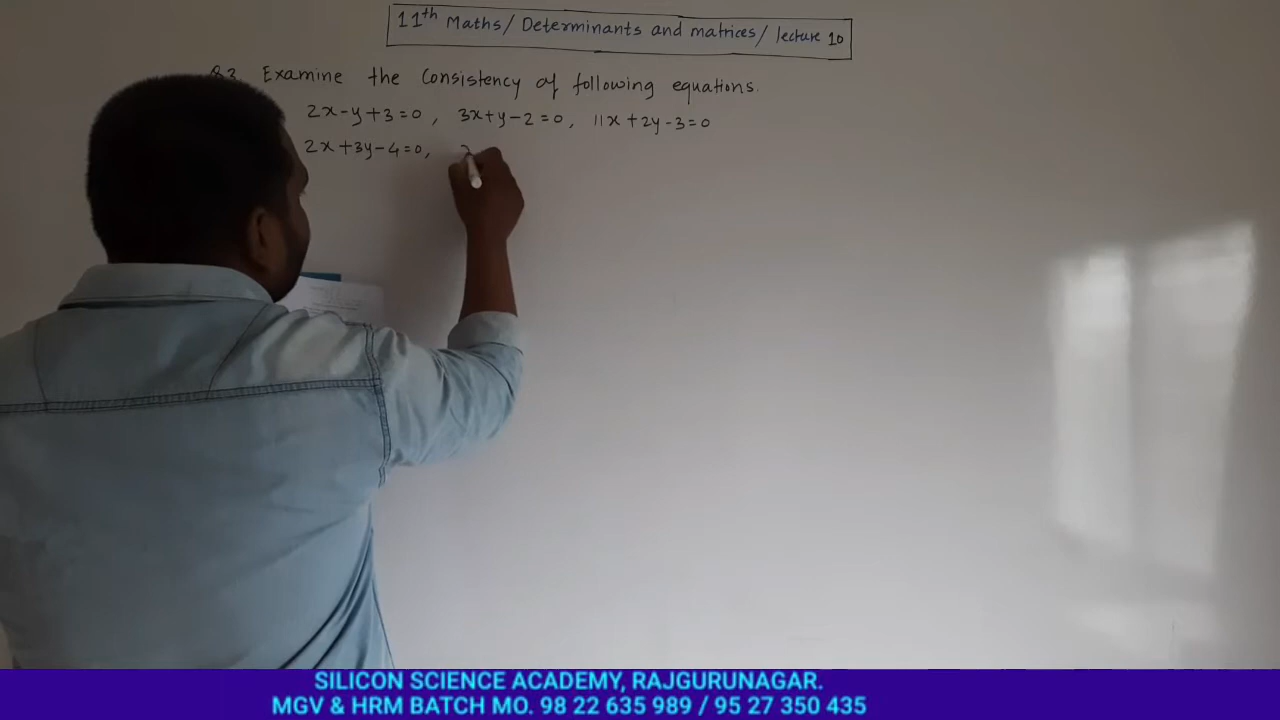 11th Maths/ Determinants and matrices/ lecture 10
Examine the Consistency of following equations.
2x-y+3=0, 3x+y-2=0, 11x+2y-3=0
2x+3y-4=0,
SILICON SCIENCE ACADEMY, RAJGURUNAGAR.
MGV & HRM BATCH MO. 98 22 635 989 / 95 27 350 435